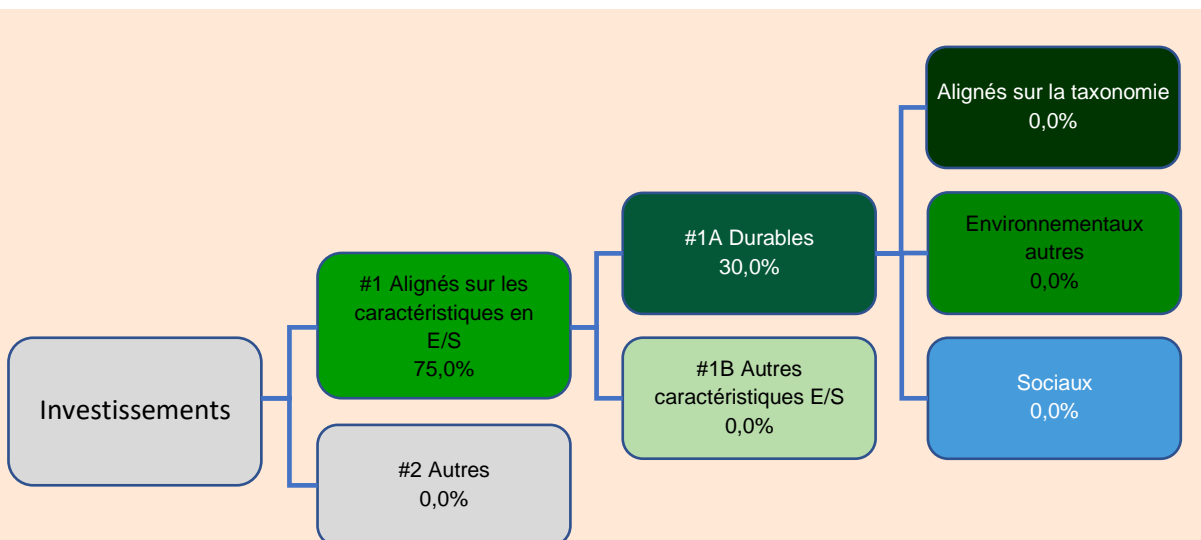 Investissements
#1 Alignés sur les
caractéristiques en
E/S
75,0%
#2 Autres
0,0%
#1A Durables
30,0%
#1B Autres
caractéristiques E/S
0,0%
Alignés sur la taxonomie
0,0%
Environnementaux
autres
0,0%
Sociaux
0,0%